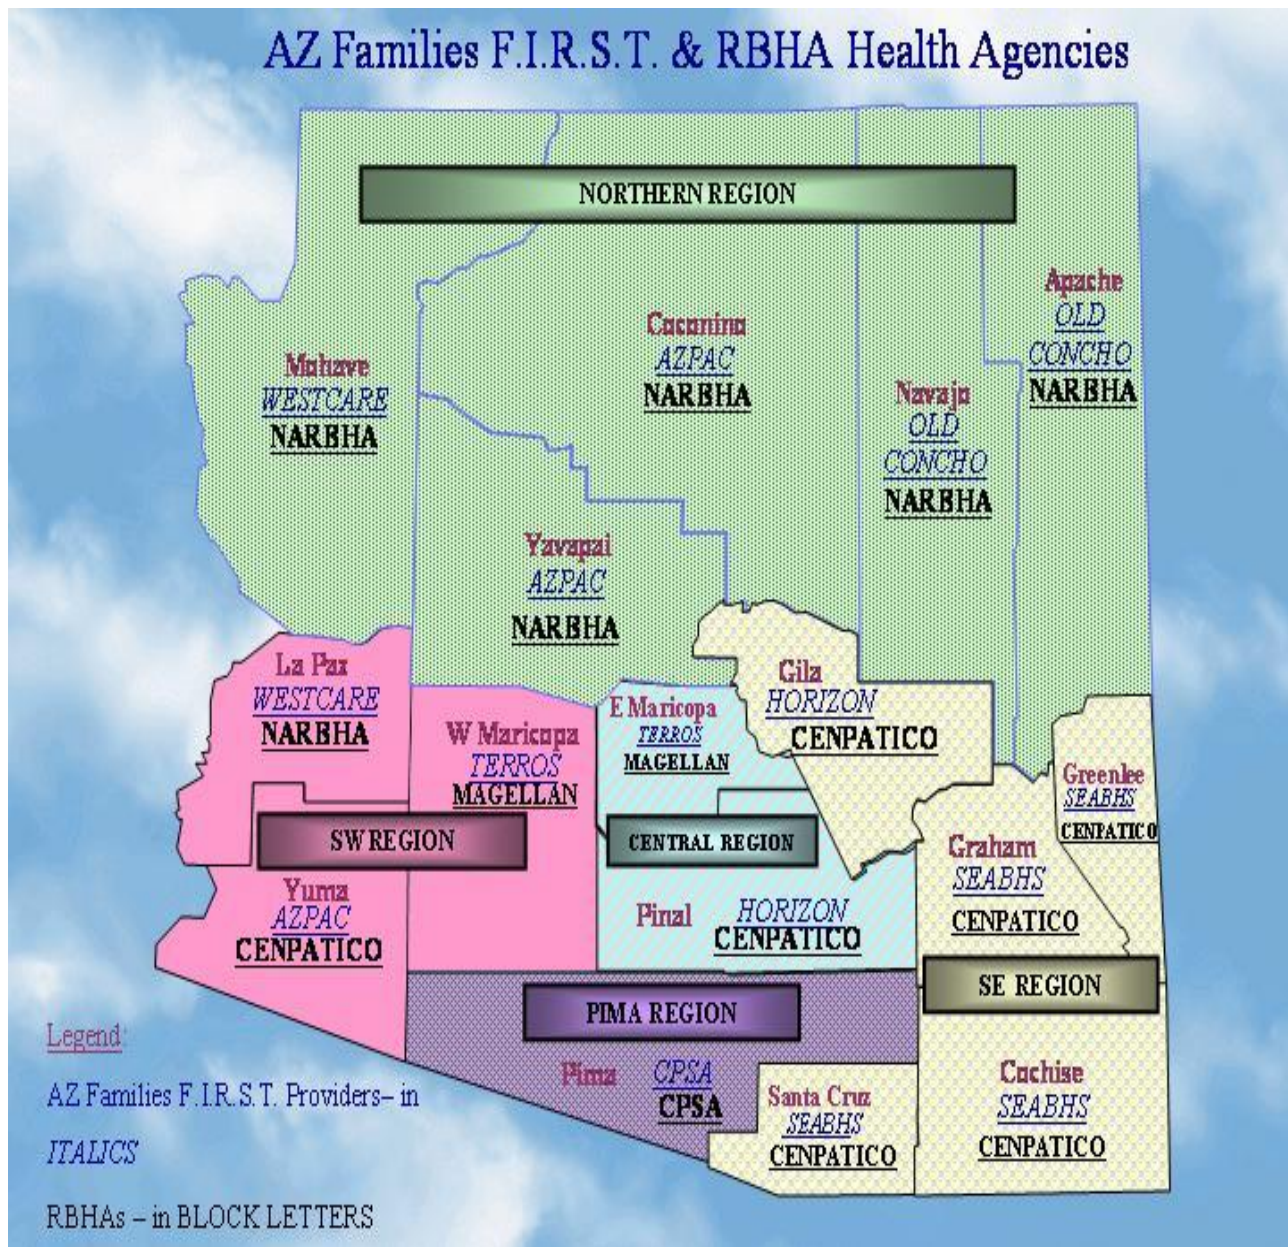 AZ Families F.I.R.S.T. & RBHA Health Agencies
NORTHERN REGION
Mohave
WESTCARE
NARBHA
Coconino
AZPAC
NARBHA
Navajo
OLD
CONCHO
NARBHA
Apache
OLD
CONCHO
NARBHA
Yavapai
AZPAC
NARBHA
La Paz
WESTCARE
NARBHA
W Maricopa
TERROS
MAGELLAN
E Maricopa
TERROS
MAGELLAN
Gila
HORIZON
CENPATICO
Greenlee
SEABHS
CENPATICO
SW REGION
CENTRAL REGION
Graham
SEABHS
CENPATICO
Yuma
AZPAC
CENPATICO
Pinal
HORIZON
CENPATICO
SE REGION
PIMA REGION
Pima
CPSA
CPSA
Santa Cruz
SEABHS
CENPATICO
Cochise
SEABHS
CENPATICO
Legend:
AZ Families F.I.R.S.T. Providers– in
ITALICS
RBHAs – in BLOCK LETTERS